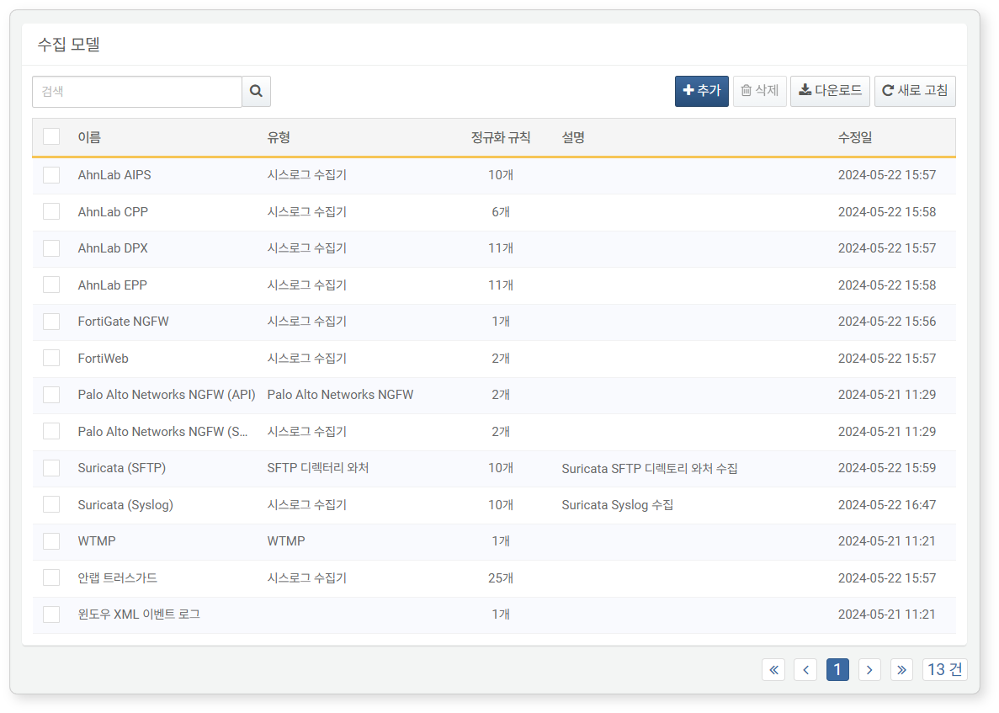 수집 모델
검색
추가 삭제 다운로드 새로 고침
이름 유형 정규화 규칙 설명 수정일
AhnLab AIPS 시스로그 수집기 10개 2024-05-22 15:57
AhnLab CPP 시스로그 수집기 6개 2024-05-22 15:58
AhnLab DPX 시스로그 수집기 11개 2024-05-22 15:57
AhnLab EPP 시스로그 수집기 11개 2024-05-22 15:58
FortiGate NGFW 시스로그 수집기 1개 2024-05-22 15:56
FortiWeb 시스로그 수집기 2개 2024-05-22 15:57
Palo Alto Networks NGFW (API) Palo Alto Networks NGFW 2개 2024-05-21 11:29
Palo Alto Networks NGFW (S... 시스로그 수집기 2개 2024-05-21 11:29
Suricata (SFTP) SFTP 디렉터리 와처 10개 Suricata SFTP 디렉토리 와처 수집 2024-05-22 15:59
Suricata (Syslog) 시스로그 수집기 10개 Suricata Syslog 수집 2024-05-22 16:47
WTMP WTMP 1개 2024-05-21 11:21
안랩 트러스가드 시스로그 수집기 25개 2024-05-22 15:57
윈도우 XML 이벤트 로그 1개 2024-05-21 11:21
« ‹ 1 › » 13 건